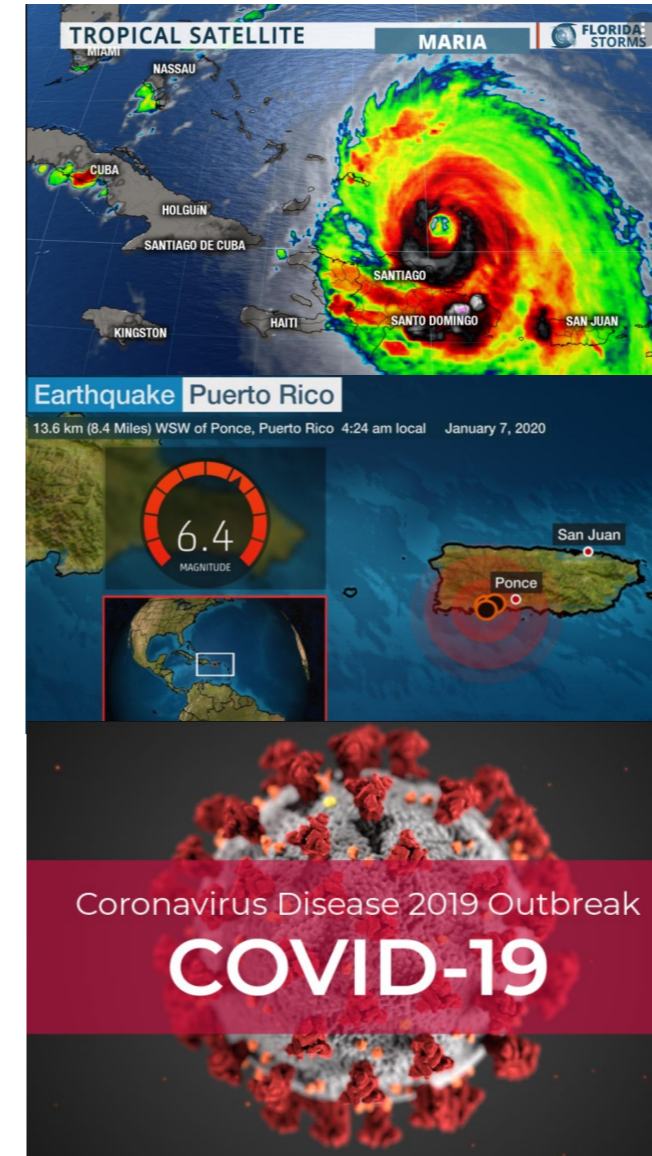 TROPICAL SATELLITE
MARIA
FLORIDA
STORMS
MIAMI
NASSAU
CUBA
HOLGUíN
SANTIAGO DE CUBA
SANTIAGO
KINGSTON
HAITI
SANTO DOMINGO
SAN JUAN
Earthquake Puerto Rico
13.6 km (8.4 Miles) WSW of Ponce, Puerto Rico 4:24 am local January 7, 2020
6.4
MAGNITUDE
San Juan
Ponce
Coronavirus Disease 2019 Outbreak
COVID-19